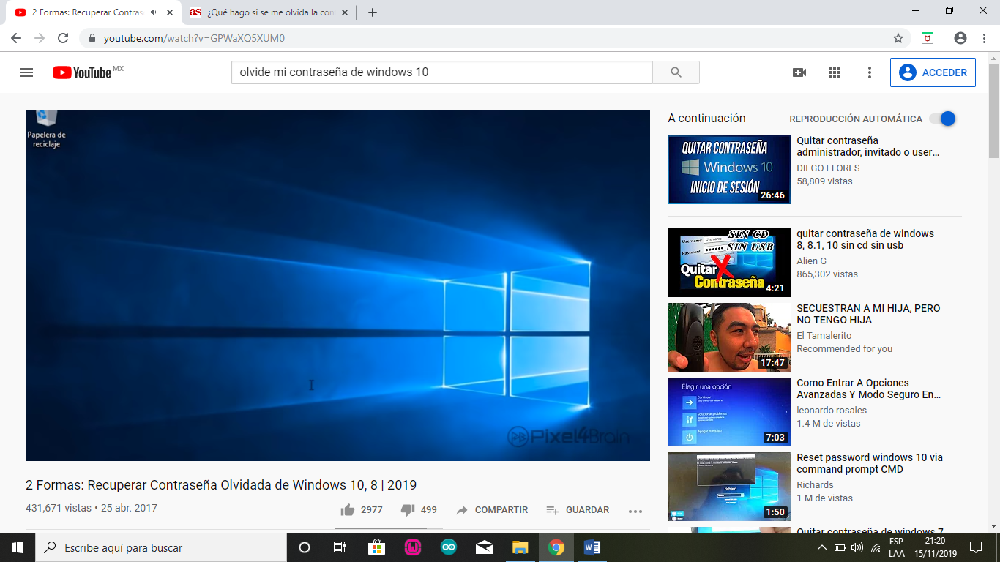 2 Formas: Recuperar Contras
¿Qué hago si se me olvida la con
youtube.com/watch?v=GPWaXQ5XUM0
YouTube MX
olvide mi contraseña de windows 10
ACCEDER
Papelera de
reciclaje
Pixel4Brain
2 Formas: Recuperar Contraseña Olvidada de Windows 10, 8 | 2019
431,671 vistas • 25 abr. 2017
2977
499
COMPARTIR
GUARDAR
A continuación
REPRODUCCIÓN AUTOMÁTICA
QUITAR CONTRASEÑA
Windows 10
INICIO DE SESIÓN
26:46
Quitar contraseña
administrador, invitado o user…
DIEGO FLORES
58,809 vistas
SIN CD
SIN USB
Username:
Username
Password:
Quitar
Contraseña
4:21
quitar contraseña de windows
8, 8.1, 10 sin cd sin usb
Alien G
865,302 vistas
17:47
SECUESTRAN A MI HIJA, PERO
NO TENGO HIJA
El Tamalerito
Recommended for you
Elegir una opción
Continuar
Solucionar problemas
Apagar el equipo
7:03
Como Entrar A Opciones
Avanzadas Y Modo Seguro En…
leonardo rosales
1.4 M de vistas
richard
1:50
Reset password windows 10 via
command prompt CMD
Richards
1 M de vistas
Quitar contraseña de windows 7
Escribe aquí para buscar
ESP
LAA
21:20
15/11/2019